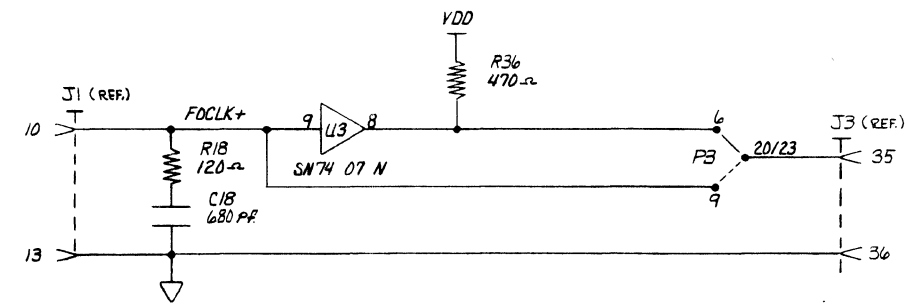 VDD
R36
470Ω
J1 (REF.)
10
FOCLK+
9
U3
8
6
J3 (REF.)
R18
120Ω
SN74 07 N
P3
20/23
35
C18
680 Pf.
9
13
36